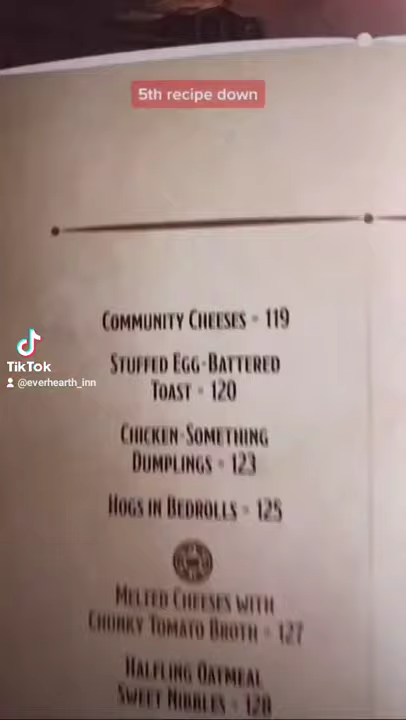 5th recipe down
Community Cheeses • 119
Stuffed Egg-Battered
Toast • 120
Chicken-Something
Dumplings • 123
Hogs in Bedrolls • 125
Melted Cheeses with
Chunky Tomato Broth • 127
Halfling Oatmeal
Sweet Nibbles • 128
TikTok
@everhearth_inn